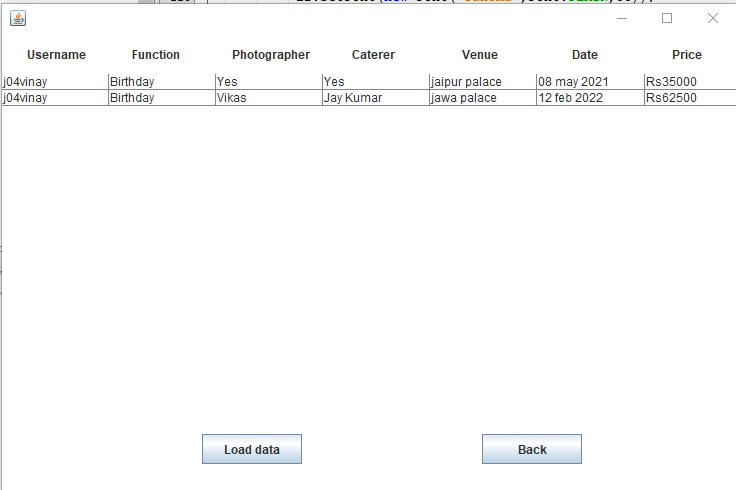 Username Function Photographer Caterer Venue Date Price
j04vinay Birthday Yes Yes jaipur palace 08 may 2021 Rs35000
j04vinay Birthday Vikas Jay Kumar jawa palace 12 feb 2022 Rs62500
Load data Back